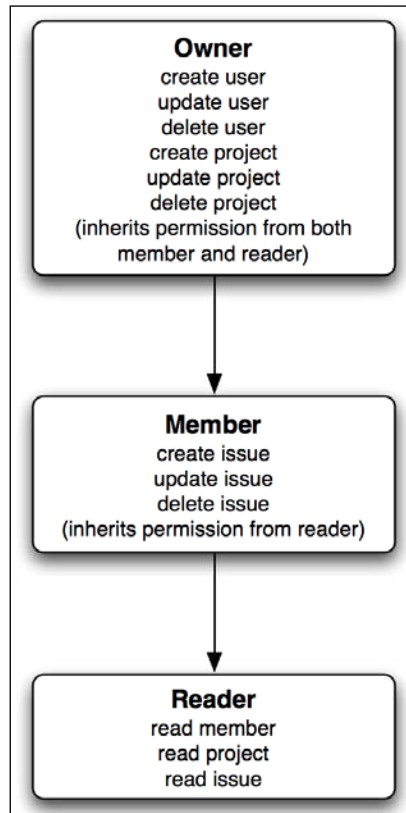 Owner
create user
update user
delete user
create project
update project
delete project
(inherits permission from both
member and reader)
Member
create issue
update issue
delete issue
(inherits permission from reader)
Reader
read member
read project
read issue